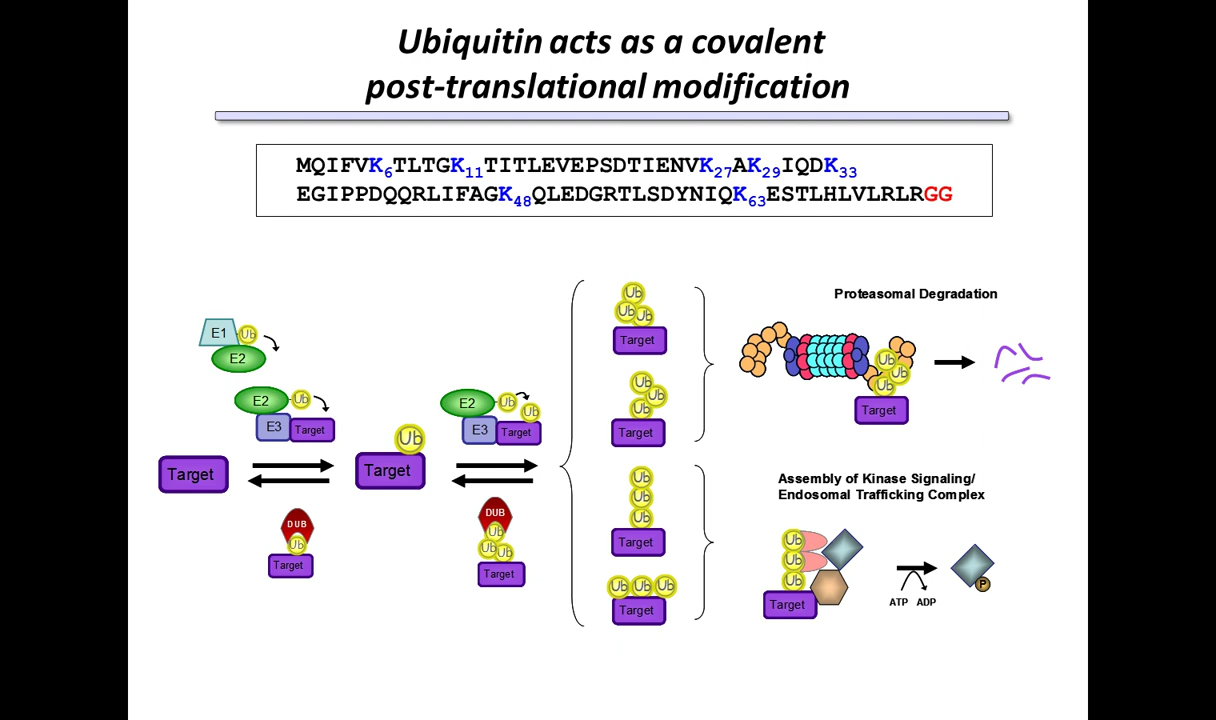 Ubiquitin acts as a covalent
post-translational modification
MQIFVK6TLTGK11TITLEVEPSDTIENVK27AK29IQDK33
EGIPPDQQRLIFAGK48QLEDGRTLSDYNIQK63ESTLHLVLRLRGG
E1
Ub
E2
E2
Ub
E3
Target
Target
DUB
Ub
Target
Ub
Target
E2
Ub
Ub
E3
Target
DUB
Ub
Ub
Ub
Target
Ub
Ub
Ub
Target
Ub
Ub
Ub
Target
Ub
Ub
Ub
Target
Ub Ub Ub
Target
Proteasomal Degradation
Ub
Ub
Ub
Target
Assembly of Kinase Signaling/
Endosomal Trafficking Complex
Ub
Ub
Ub
Target
ATP ADP
P